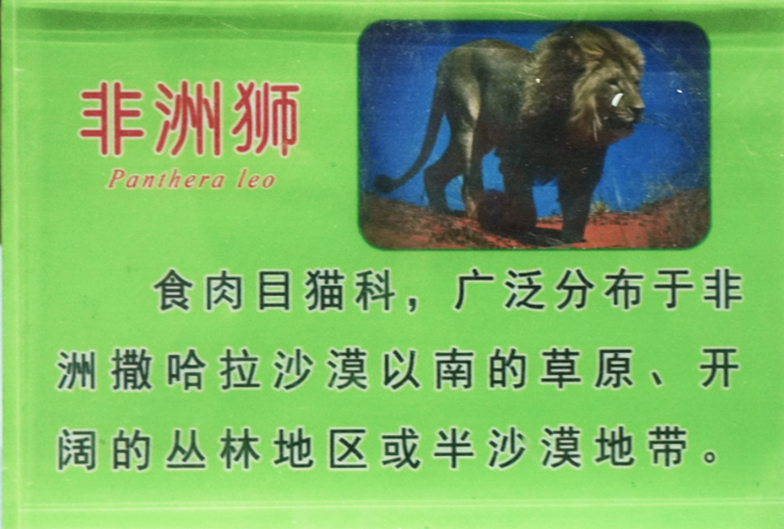 非洲狮
Panthera leo
食肉目猫科，广泛分布于非
洲撒哈拉沙漠以南的草原、开
阔的丛林地区或半沙漠地带。